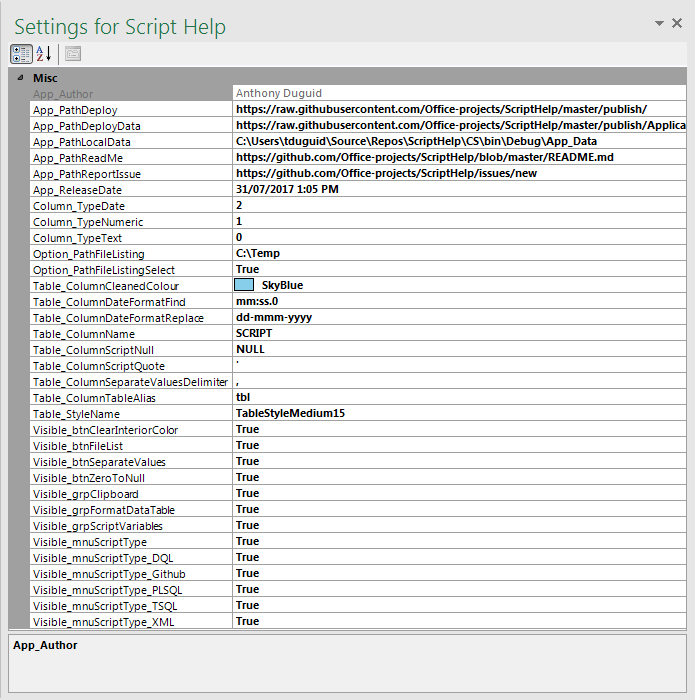 Settings for Script Help
Misc
App_Author Anthony Duguid
App_PathDeploy https://raw.githubusercontent.com/Office-projects/ScriptHelp/master/publish/
App_PathDeployData https://raw.githubusercontent.com/Office-projects/ScriptHelp/master/publish/Applica
App_PathLocalData C:\Users\tduguid\Source\Repos\ScriptHelp\CS\bin\Debug\App_Data
App_PathReadMe https://github.com/Office-projects/ScriptHelp/blob/master/README.md
App_PathReportIssue https://github.com/Office-projects/ScriptHelp/issues/new
App_ReleaseDate 31/07/2017 1:05 PM
Column_TypeDate 2
Column_TypeNumeric 1
Column_TypeText 0
Option_PathFileListing C:\Temp
Option_PathFileListingSelect True
Table_ColumnCleanedColour SkyBlue
Table_ColumnDateFormatFind mm:ss.0
Table_ColumnDateFormatReplace dd-mmm-yyyy
Table_ColumnName SCRIPT
Table_ColumnScriptNull NULL
Table_ColumnScriptQuote '
Table_ColumnSeparateValuesDelimiter ,
Table_ColumnTableAlias tbl
Table_StyleName TableStyleMedium15
Visible_btnClearInteriorColor True
Visible_btnFileList True
Visible_btnSeparateValues True
Visible_btnZeroToNull True
Visible_grpClipboard True
Visible_grpFormatDataTable True
Visible_grpScriptVariables True
Visible_mnuScriptType True
Visible_mnuScriptType_DQL True
Visible_mnuScriptType_Github True
Visible_mnuScriptType_PLSQL True
Visible_mnuScriptType_TSQL True
Visible_mnuScriptType_XML True
App_Author